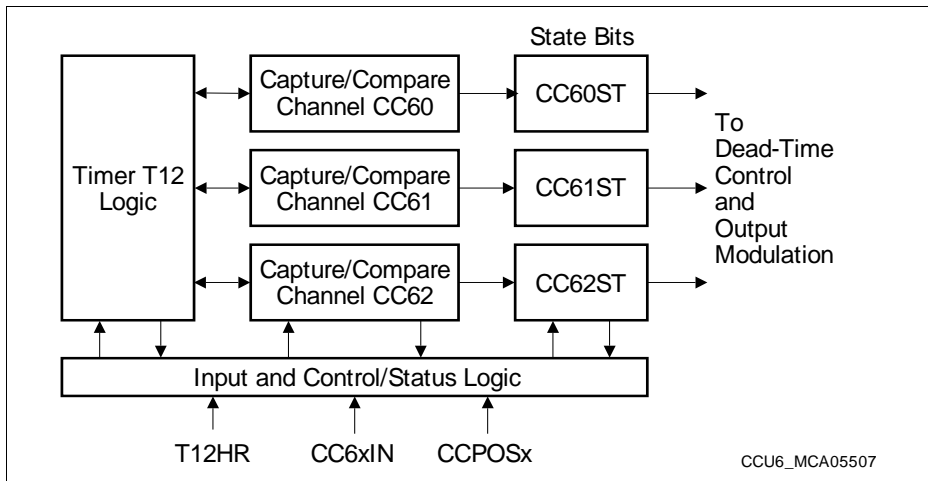 State Bits
Timer T12
Logic
Capture/Compare
Channel CC60
CC60ST
Capture/Compare
Channel CC61
CC61ST
Capture/Compare
Channel CC62
CC62ST
To
Dead-Time
Control
and
Output
Modulation
Input and Control/Status Logic
T12HR
CC6xIN
CCPOSx
CCU6_MCA05507